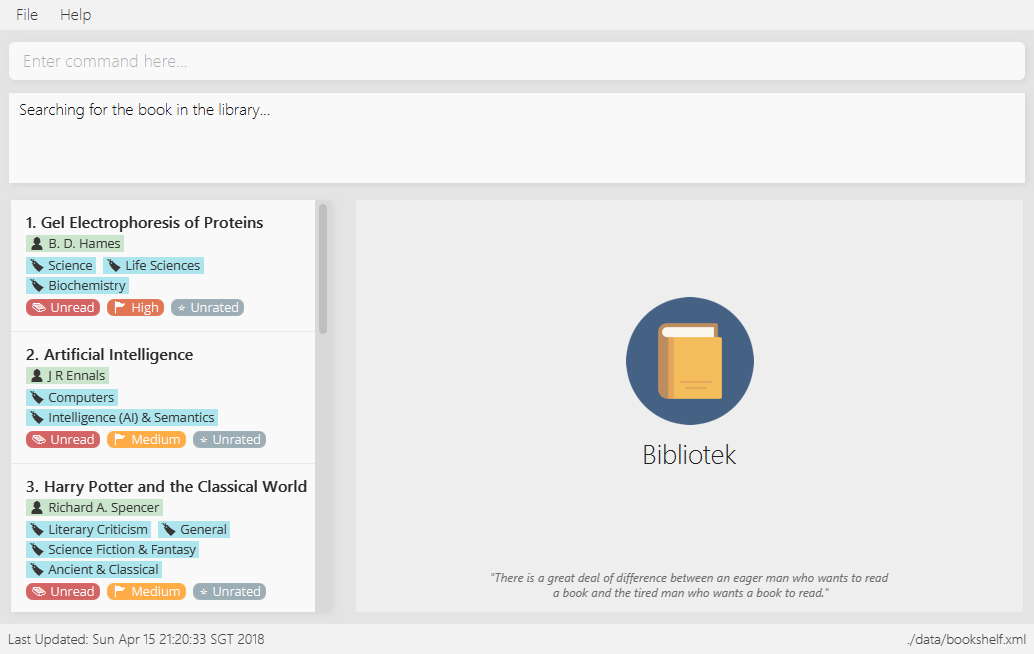 File Help
Enter command here...
Searching for the book in the library...
1. Gel Electrophoresis of Proteins
B. D. Hames
Science Life Sciences
Biochemistry
Unread High Unrated
2. Artificial Intelligence
J R Ennals
Computers
Intelligence (AI) & Semantics
Unread Medium Unrated
3. Harry Potter and the Classical World
Richard A. Spencer
Literary Criticism General
Science Fiction & Fantasy
Ancient & Classical
Unread Medium Unrated
Bibliotek
"There is a great deal of difference between an eager man who wants to read
a book and the tired man who wants a book to read."
Last Updated: Sun Apr 15 21:20:33 SGT 2018
./data/bookshelf.xml